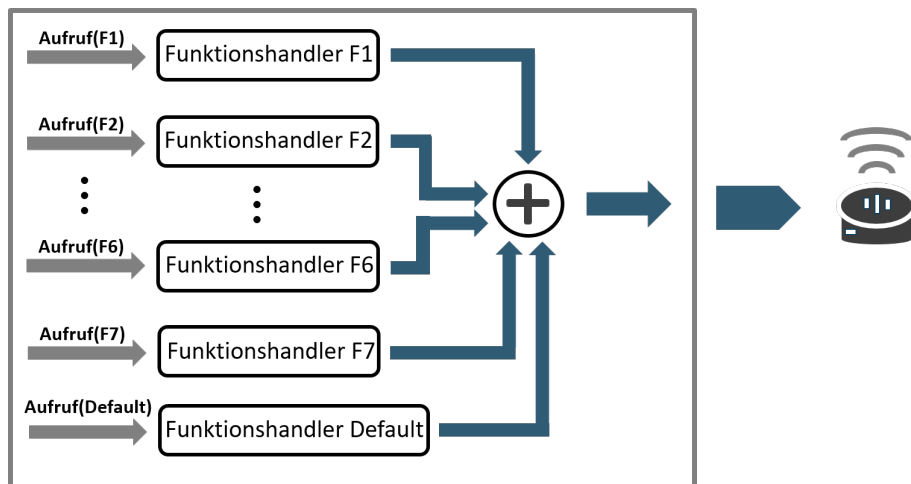 Aufruf(F1)
Funktionshandler F1
Aufruf(F2)
Funktionshandler F2
Aufruf(F6)
Funktionshandler F6
Aufruf(F7)
Funktionshandler F7
Aufruf(Default)
Funktionshandler Default